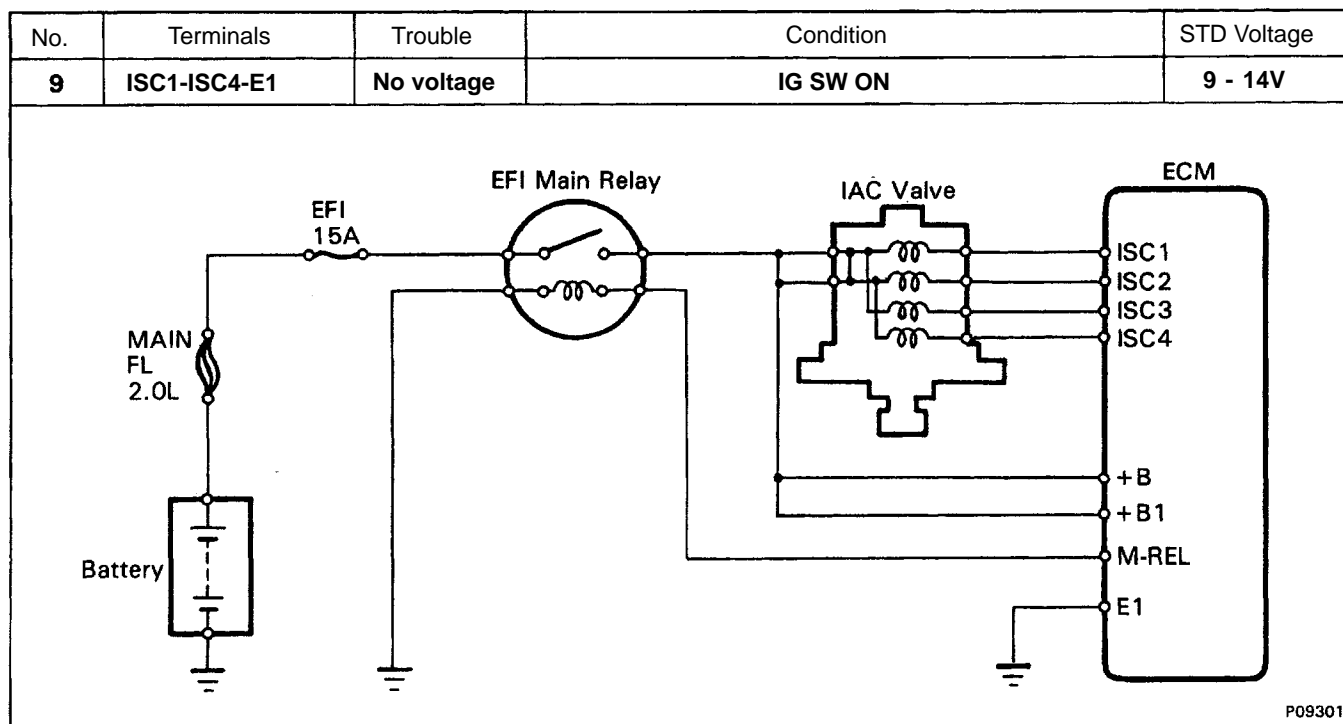 No. Terminals Trouble Condition STD Voltage
9 ISC1-ISC4-E1 No voltage IG SW ON 9 - 14V
EFI Main Relay
IAC Valve
ECM
EFI
15A
ISC1
ISC2
ISC3
ISC4
MAIN
FL
2.0L
+B
+B1
Battery
M-REL
E1
P09301